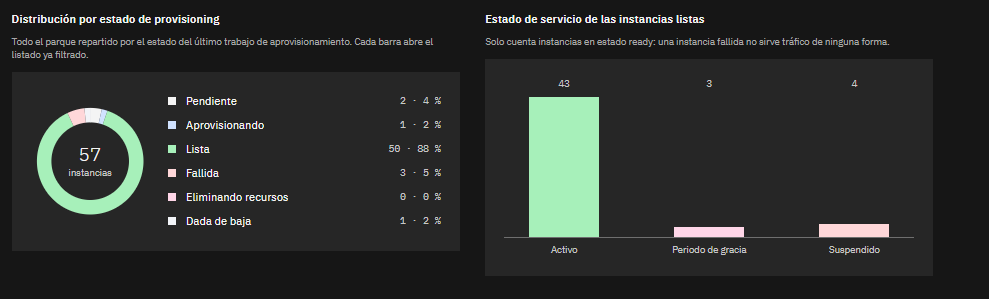 Distribución por estado de provisioning
Todo el parque repartido por el estado del último trabajo de aprovisionamiento. Cada barra abre el
listado ya filtrado.
57
instancias
Pendiente 2 · 4 %
Aprovisionando 1 · 2 %
Lista 50 · 88 %
Fallida 3 · 5 %
Eliminando recursos 0 · 0 %
Dada de baja 1 · 2 %
Estado de servicio de las instancias listas
Solo cuenta instancias en estado ready: una instancia fallida no sirve tráfico de ninguna forma.
43 3 4
Activo Periodo de gracia Suspendido